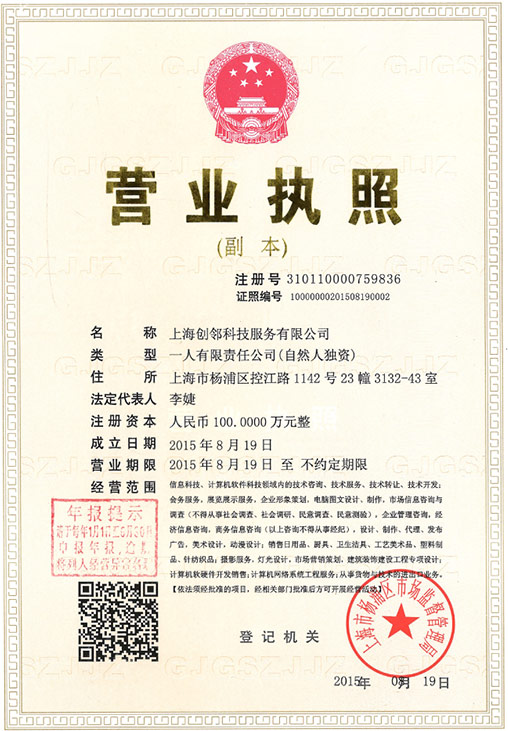 营业执照
(副 本)
注册号 310110000759836
证照编号 10000000201508190002
名 称 上海创邻科技服务有限公司
类 型 一人有限责任公司(自然人独资)
住 所 上海市杨浦区控江路 1142 号 23 幢 3132-43 室
法定代表人 李婕
注册资本 人民币 100.0000 万元整
成立日期 2015 年 8 月 19 日
营业期限 2015 年 8 月 19 日 至 不约定期限
经营范围 信息科技、计算机软件科技领域内的技术咨询、技术服务、技术转让、技术开发;
会务服务,展览展示服务,企业形象策划,电脑图文设计、制作,市场信息咨询与
调查(不得从事社会调查、社会调研、民意调查、民意测验),企业管理咨询,经
济信息咨询,商务信息咨询(以上咨询不得从事经纪),设计、制作、代理、发布
广告,美术设计,动漫设计;销售日用品、厨具、卫生洁具、工艺美术品、塑料制
品、针纺织品;摄影服务,灯光设计,市场营销策划,建筑装饰建设工程专项设计;
计算机软硬件开发销售;计算机网络系统工程服务;从事货物与技术的进出口业务。
【依法须经批准的项目,经相关部门批准后方可开展经营活动】
年报提示
申报年报,逾期
将列入经营异常名录
登记机关
上海市杨浦区市场监督管理局
2015 年 08 月 19 日
GJGSZJJZ